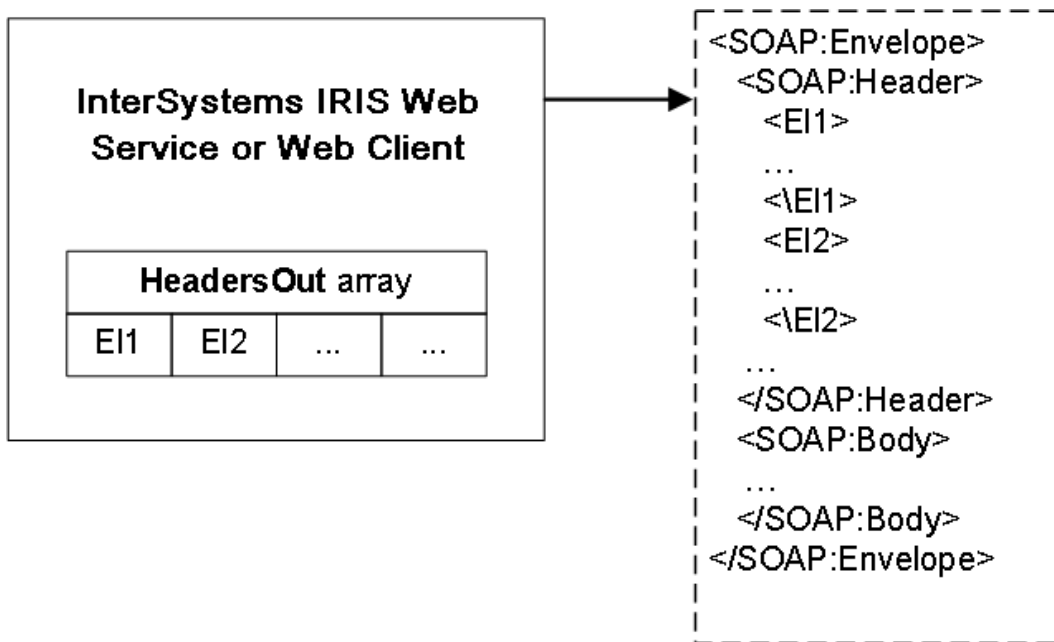 InterSystems IRIS Web
Service or Web Client
HeadersOut array
El1 El2 ... ...
<SOAP:Envelope>
<SOAP:Header>
<El1>
...
<\El1>
<El2>
...
<\El2>
...
</SOAP:Header>
<SOAP:Body>
...
</SOAP:Body>
</SOAP:Envelope>